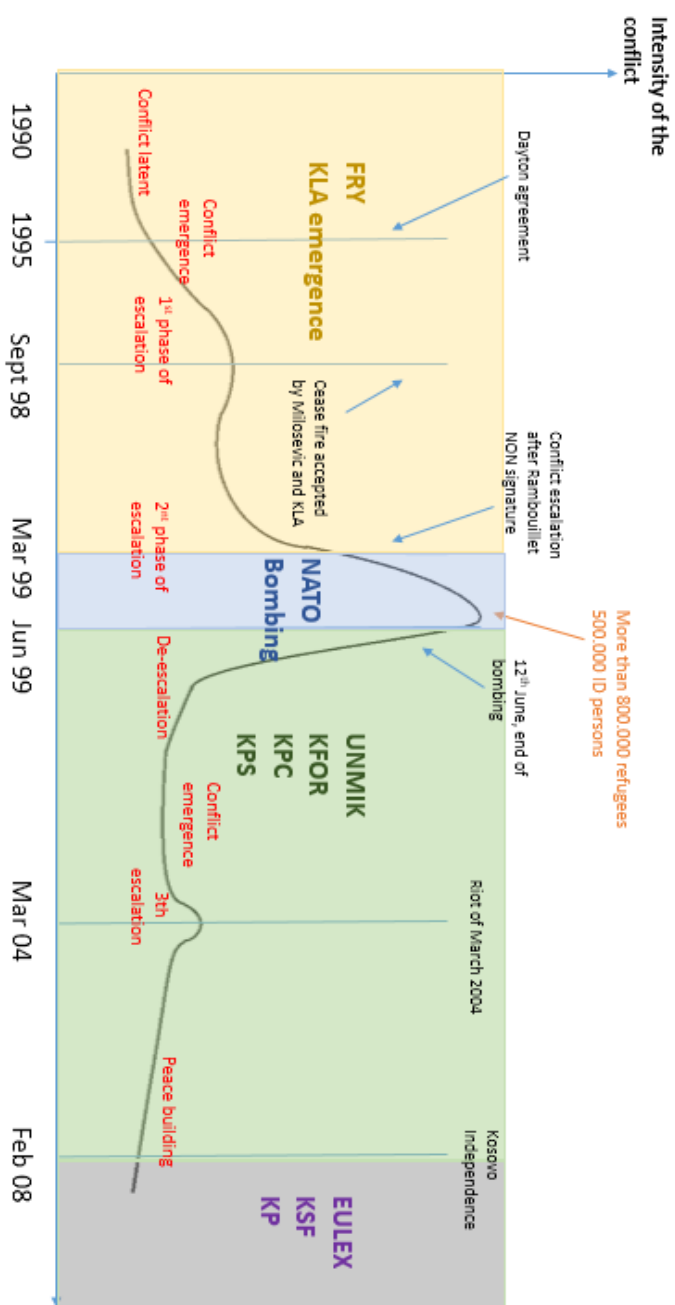 Intensity of the
conflict
Dayton agreement
FRY
KLA emergence
Conflict latent
Conflict
emergence
1st phase of
escalation
Cease fire accepted
by Milosevic and KLA
Conflict escalation
after Rambouillet
NON signature
2nd phase of
escalation
NATO
Bombing
More than 800.000 refugees
500.000 ID persons
12th June, end of
bombing
De-escalation
UNMIK
KFOR
KPC
KPS
Conflict
emergence
3th
escalation
Riot of March 2004
Peace building
Kosovo
Independence
EULEX
KSF
KP
1990
1995
Sept 98
Mar 99
Jun 99
Mar 04
Feb 08